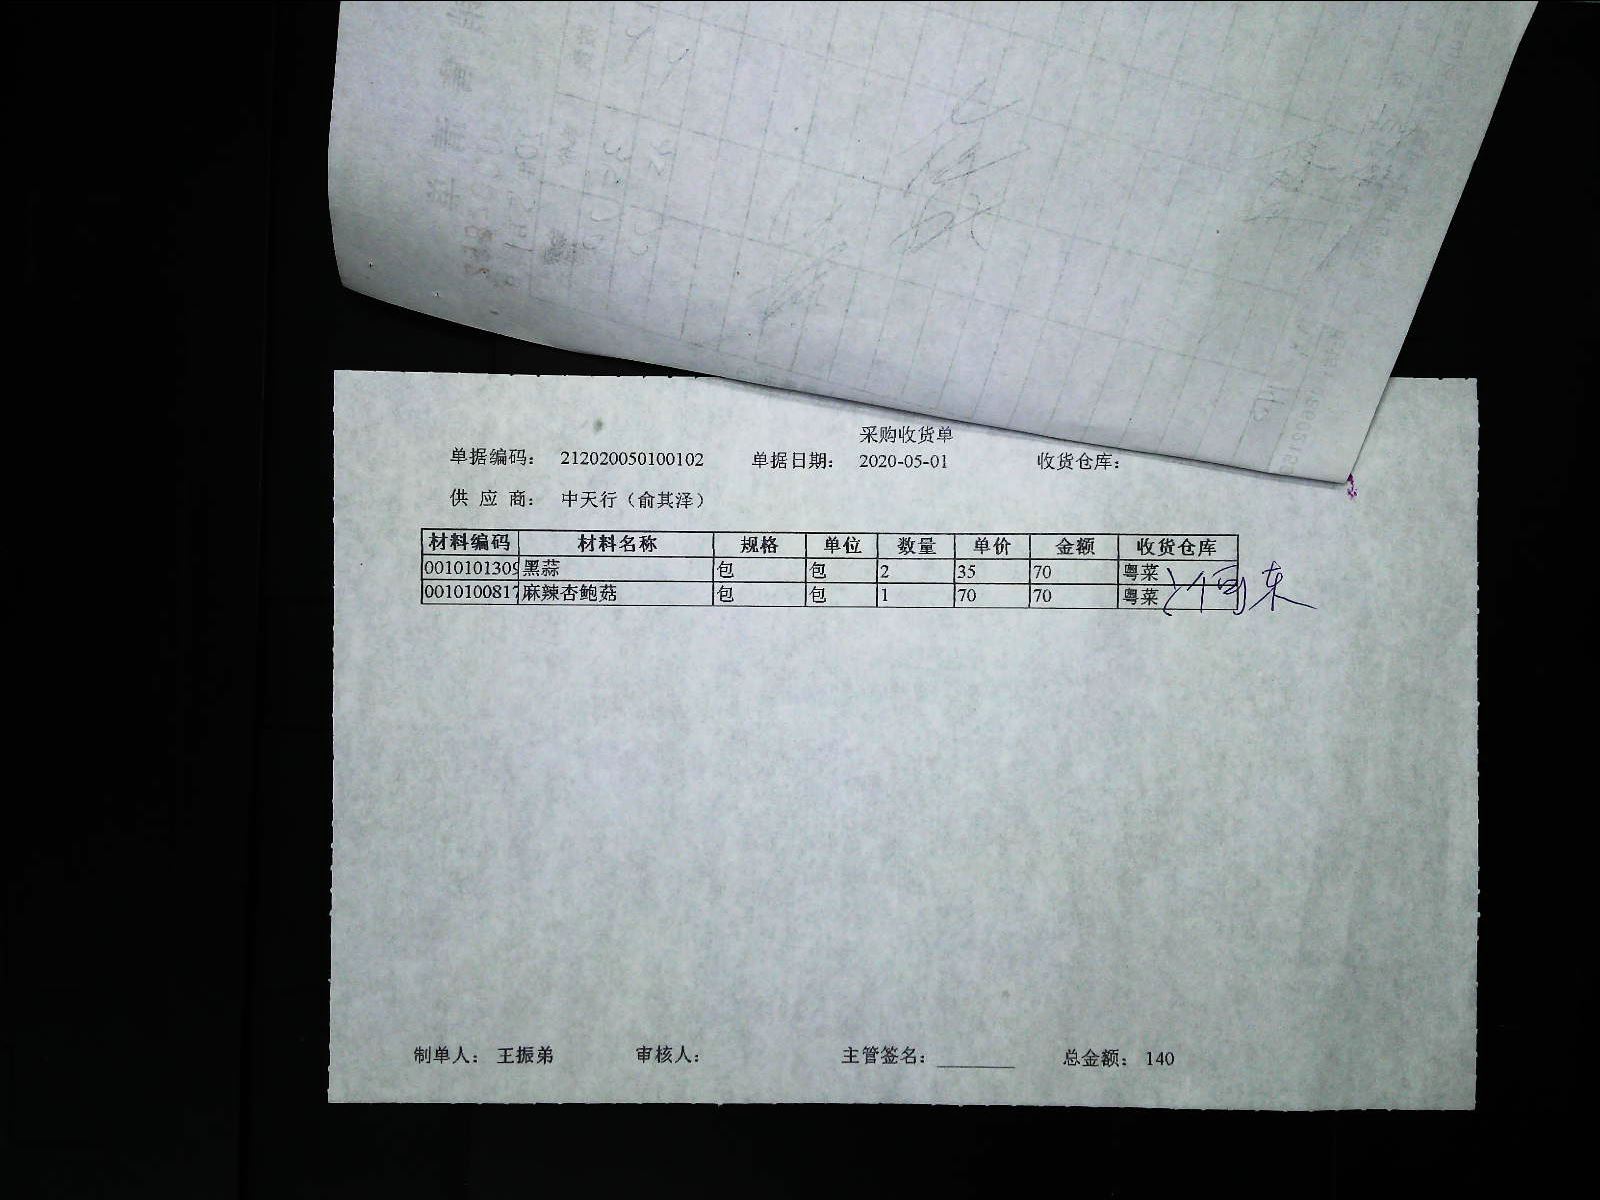 采购收货单
单据编码： 212020050100102 单据日期： 2020-05-01 收货仓库：
供 应 商： 中天行（俞其泽）
材料编码 材料名称 规格 单位 数量 单价 金额 收货仓库
0010101309 黑蒜 包 包 2 35 70 粤菜
0010100817 麻辣杏鲍菇 包 包 1 70 70 粤菜
制单人： 王振弟 审核人： 主管签名： 总金额： 140